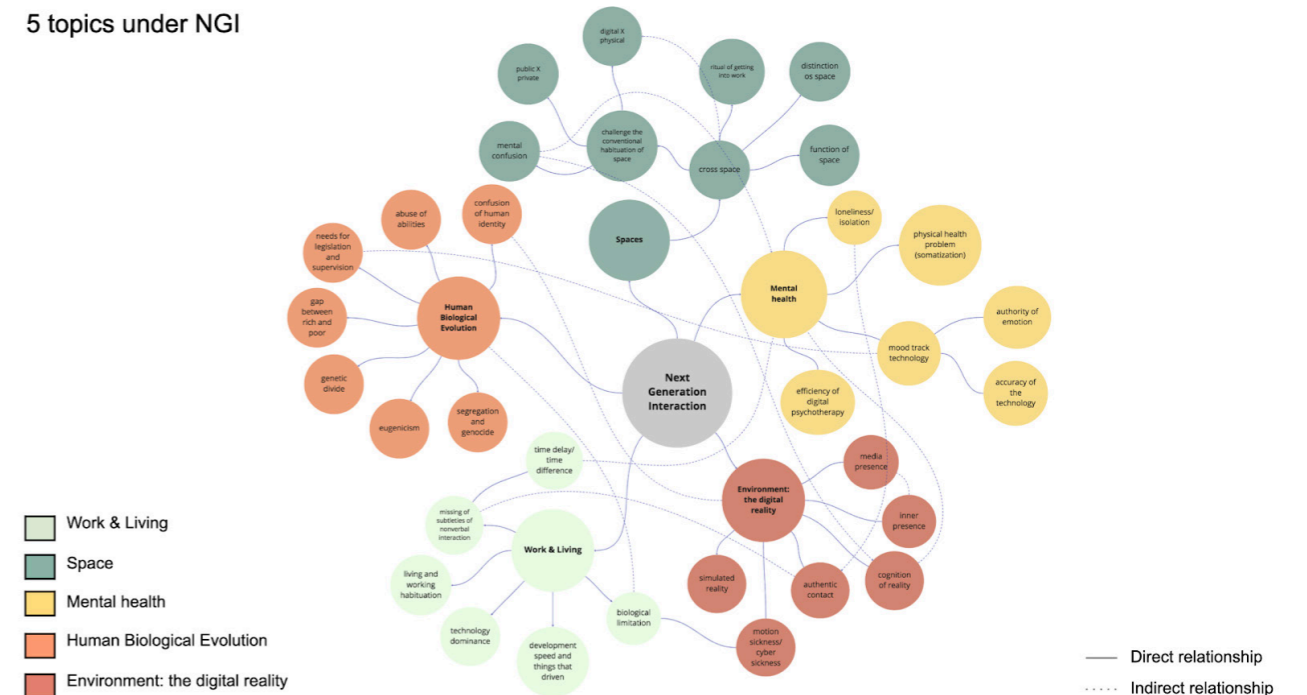 5 topics under NGI
digital X
physical
public X
private
ritual of getting
into work
distinction
os space
challenge the
conventional
habituation of
space
mental
confusion
cross space
function of
space
Spaces
confusion
of human
identity
abuse of
abilities
needs for
legislation
and
supervision
gap
between
rich and
poor
Human
Biological
Evolution
genetic
divide
eugenicism
segregation
and
genocide
loneliness/
isolation
physical health
problem
(somatization)
Mental
health
authority of
emotion
mood track
technology
accuracy of
the
technology
efficiency of
digital
psychotherapy
Next
Generation
Interaction
time delay/
time
difference
missing of
subtleties of
nonverbal
interaction
Work & Living
living and
working
habituation
technology
dominance
development
speed and
things that
driven
biological
limitation
media
presence
Environment:
the digital
reality
inner
presence
simulated
reality
authentic
contact
cognition
of reality
motion
sickness/
cyber
sickness
Work & Living
Space
Mental health
Human Biological Evolution
Environment: the digital reality
Direct relationship
Indirect relationship